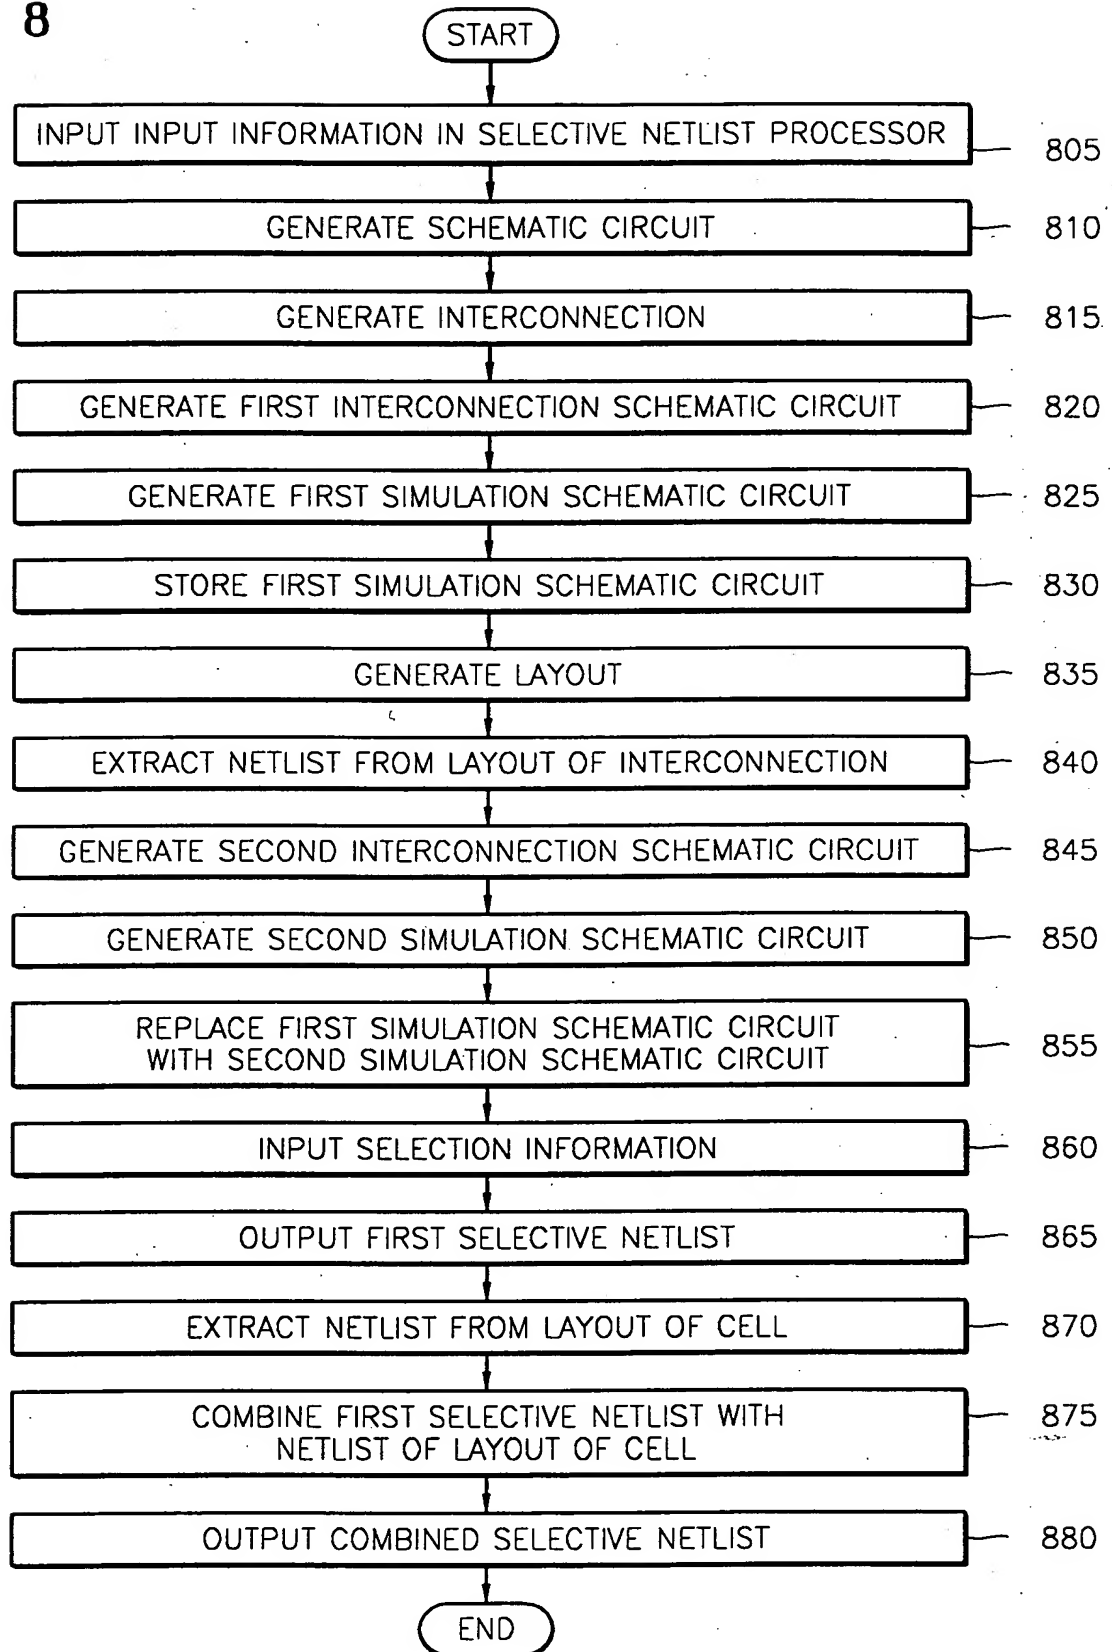 8
START
INPUT INPUT INFORMATION IN SELECTIVE NETLIST PROCESSOR
805
GENERATE SCHEMATIC CIRCUIT
810
GENERATE INTERCONNECTION
815
GENERATE FIRST INTERCONNECTION SCHEMATIC CIRCUIT
820
GENERATE FIRST SIMULATION SCHEMATIC CIRCUIT
825
STORE FIRST SIMULATION SCHEMATIC CIRCUIT
830
GENERATE LAYOUT
835
EXTRACT NETLIST FROM LAYOUT OF INTERCONNECTION
840
GENERATE SECOND INTERCONNECTION SCHEMATIC CIRCUIT
845
GENERATE SECOND SIMULATION SCHEMATIC CIRCUIT
850
REPLACE FIRST SIMULATION SCHEMATIC CIRCUIT
WITH SECOND SIMULATION SCHEMATIC CIRCUIT
855
INPUT SELECTION INFORMATION
860
OUTPUT FIRST SELECTIVE NETLIST
865
EXTRACT NETLIST FROM LAYOUT OF CELL
870
COMBINE FIRST SELECTIVE NETLIST WITH
NETLIST OF LAYOUT OF CELL
875
OUTPUT COMBINED SELECTIVE NETLIST
880
END